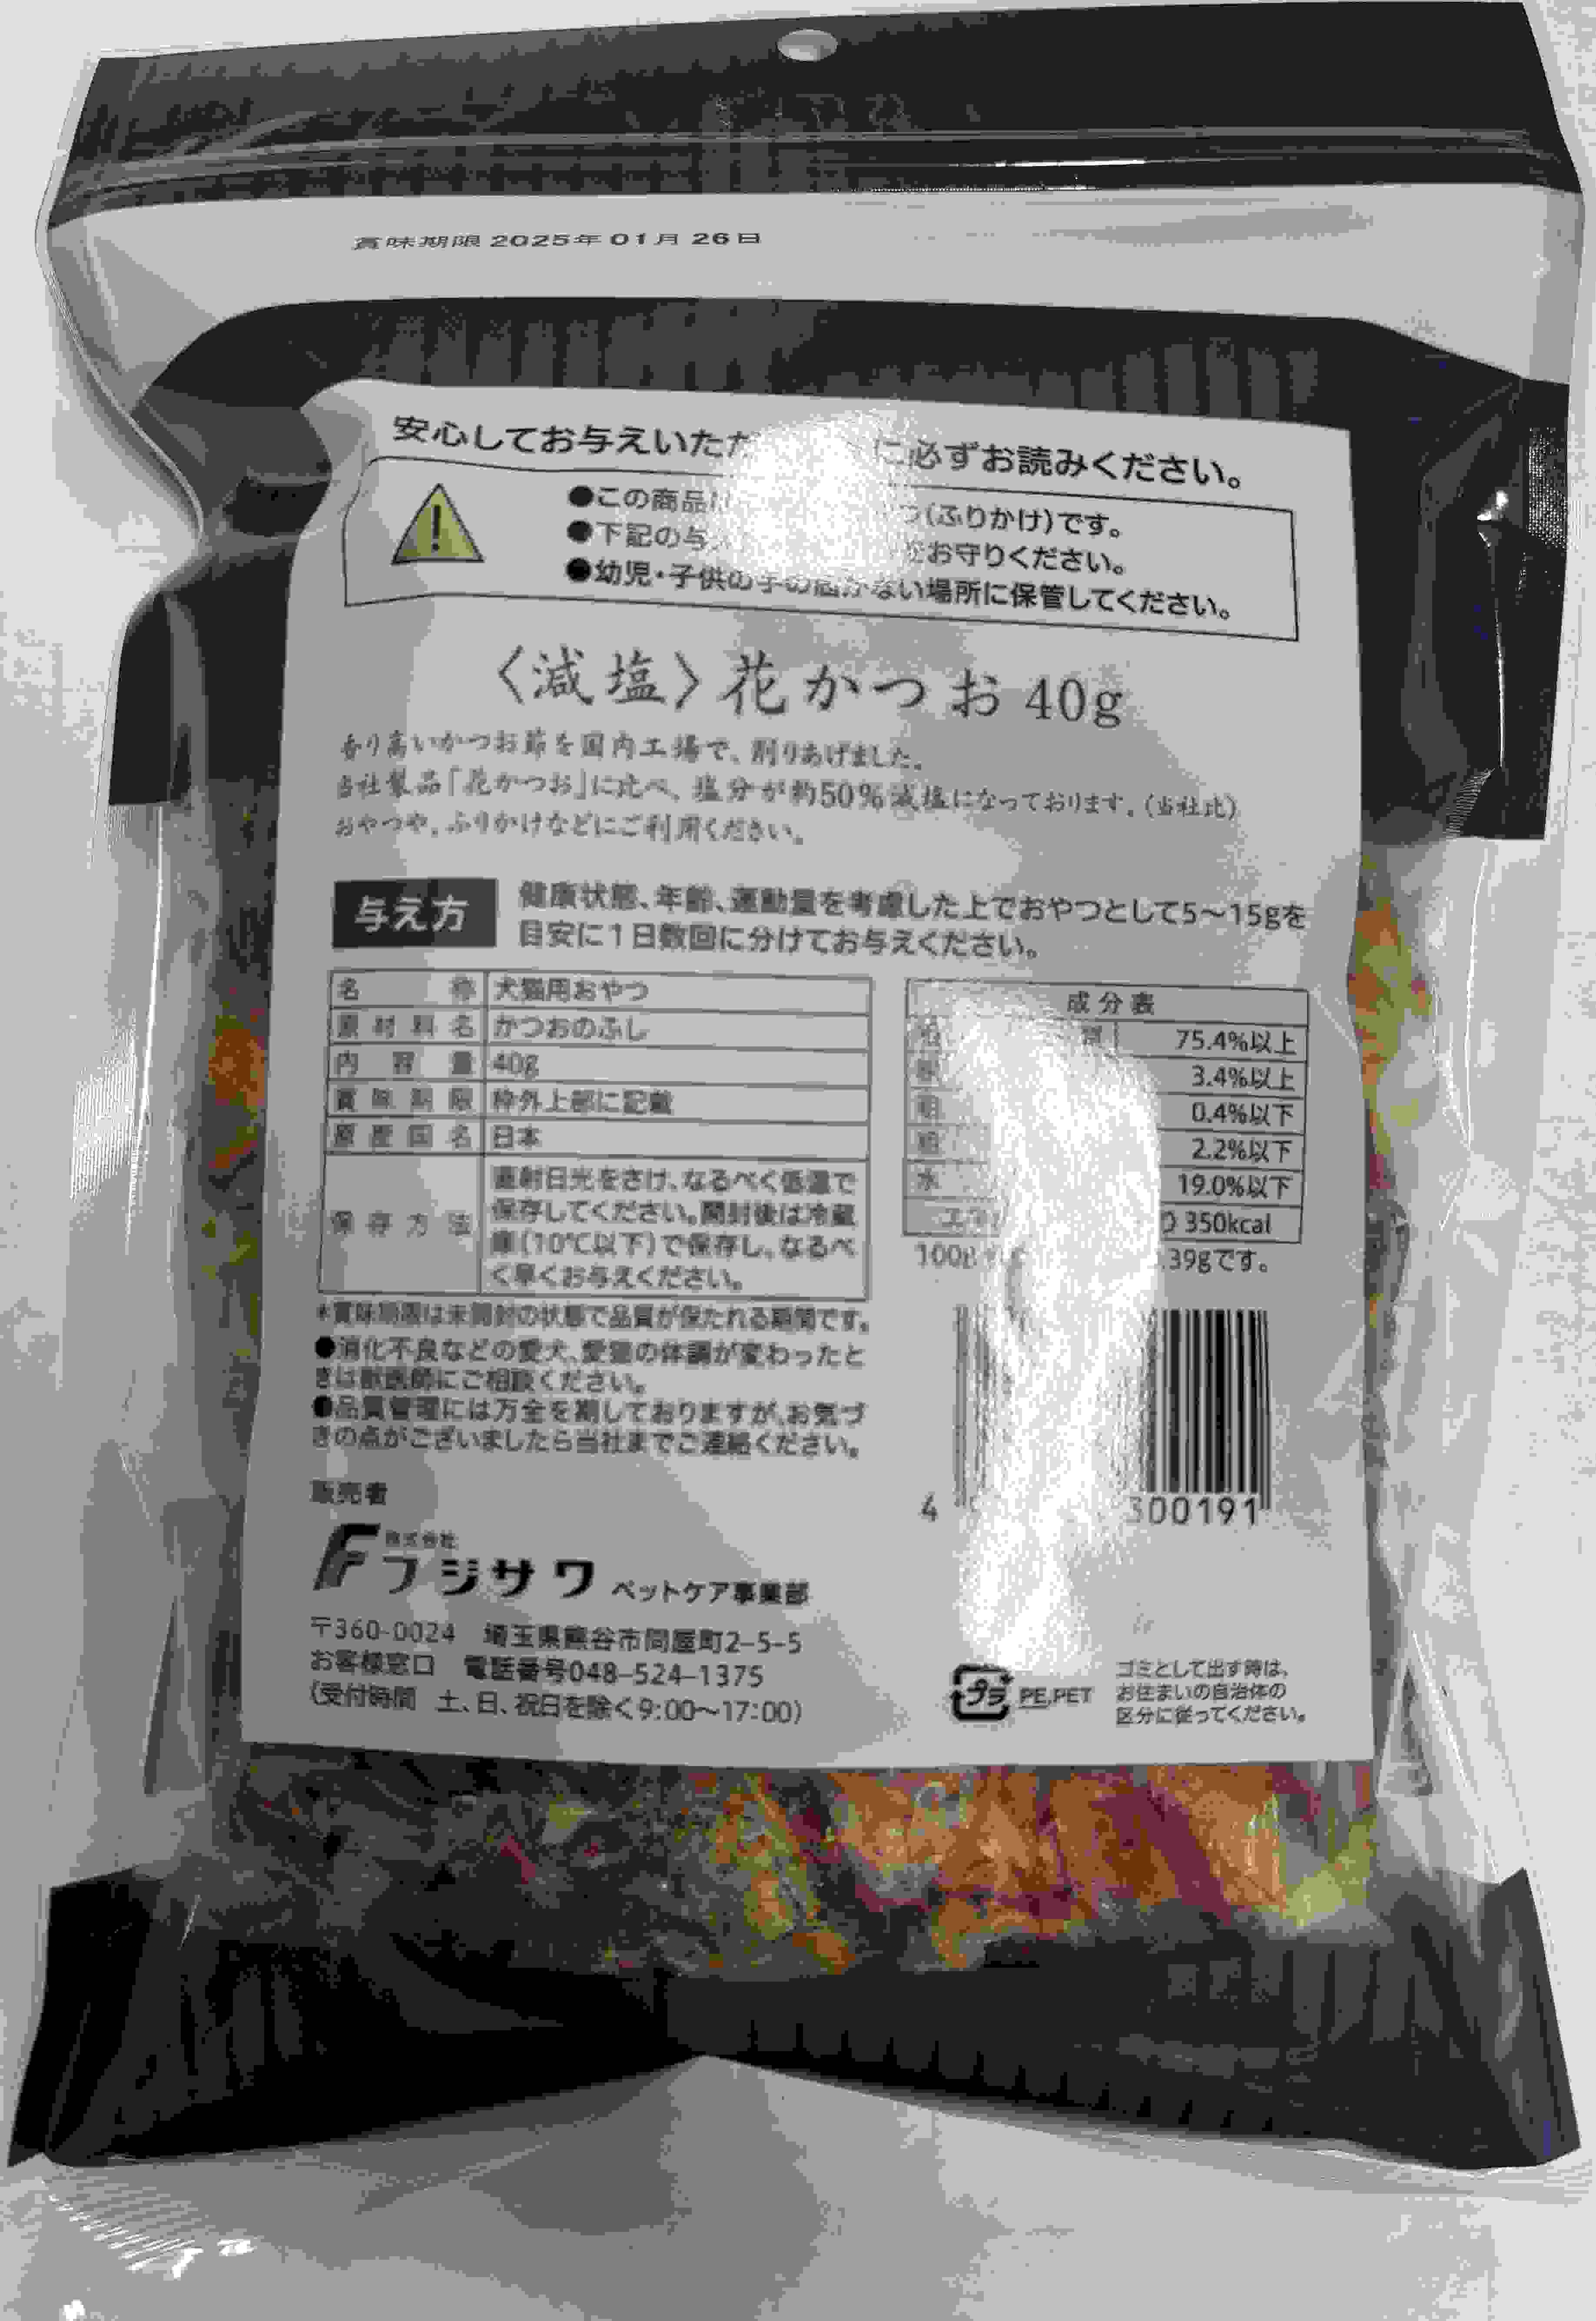 賞味期限 2025年 01月 26日
安心してお与えいただ に必ずお読みください。
●この商品は つ(ふりかけ)です。
●下記の与 をお守りください。
●幼児・子供の手の届かない場所に保管してください。
〈減塩〉花かつお 40g
香り高いかつお節を国内工場で、削りあげました。
当社製品「花かつお」に比べ、塩分が約50%減塩になっております。(当社比)
おやつや、ふりかけなどにご利用ください。
与え方
健康状態、年齢、運動量を考慮した上でおやつとして5〜15gを
目安に1日数回に分けてお与えください。
名称 犬猫用おやつ
原材料名 かつおのふし
内容量 40g
賞味期限 枠外上部に記載
原産国名 日本
保存方法 直射日光をさけ、なるべく低温で
保存してください。開封後は冷蔵
庫(10℃以下)で保存し、なるべ
く早くお与えください。
*賞味期限は未開封の状態で品質が保たれる期間です。
●消化不良などの愛犬、愛猫の体調が変わったと
きは獣医師にご相談ください。
●品質管理には万全を期しておりますが、お気づ
きの点がございましたら当社までご連絡ください。
販売者
株式会社
フジサワ ペットケア事業部
〒360-0024 埼玉県熊谷市問屋町2-5-5
お客様窓口 電話番号048-524-1375
(受付時間 土、日、祝日を除く9:00〜17:00)
成分表
75.4%以上
3.4%以上
粗 0.4%以下
粗 2.2%以下
水 19.0%以下
350kcal
100g .39gです。
4 300191
プラ PE,PET
ゴミとして出す時は、
お住まいの自治体の
区分に従ってください。